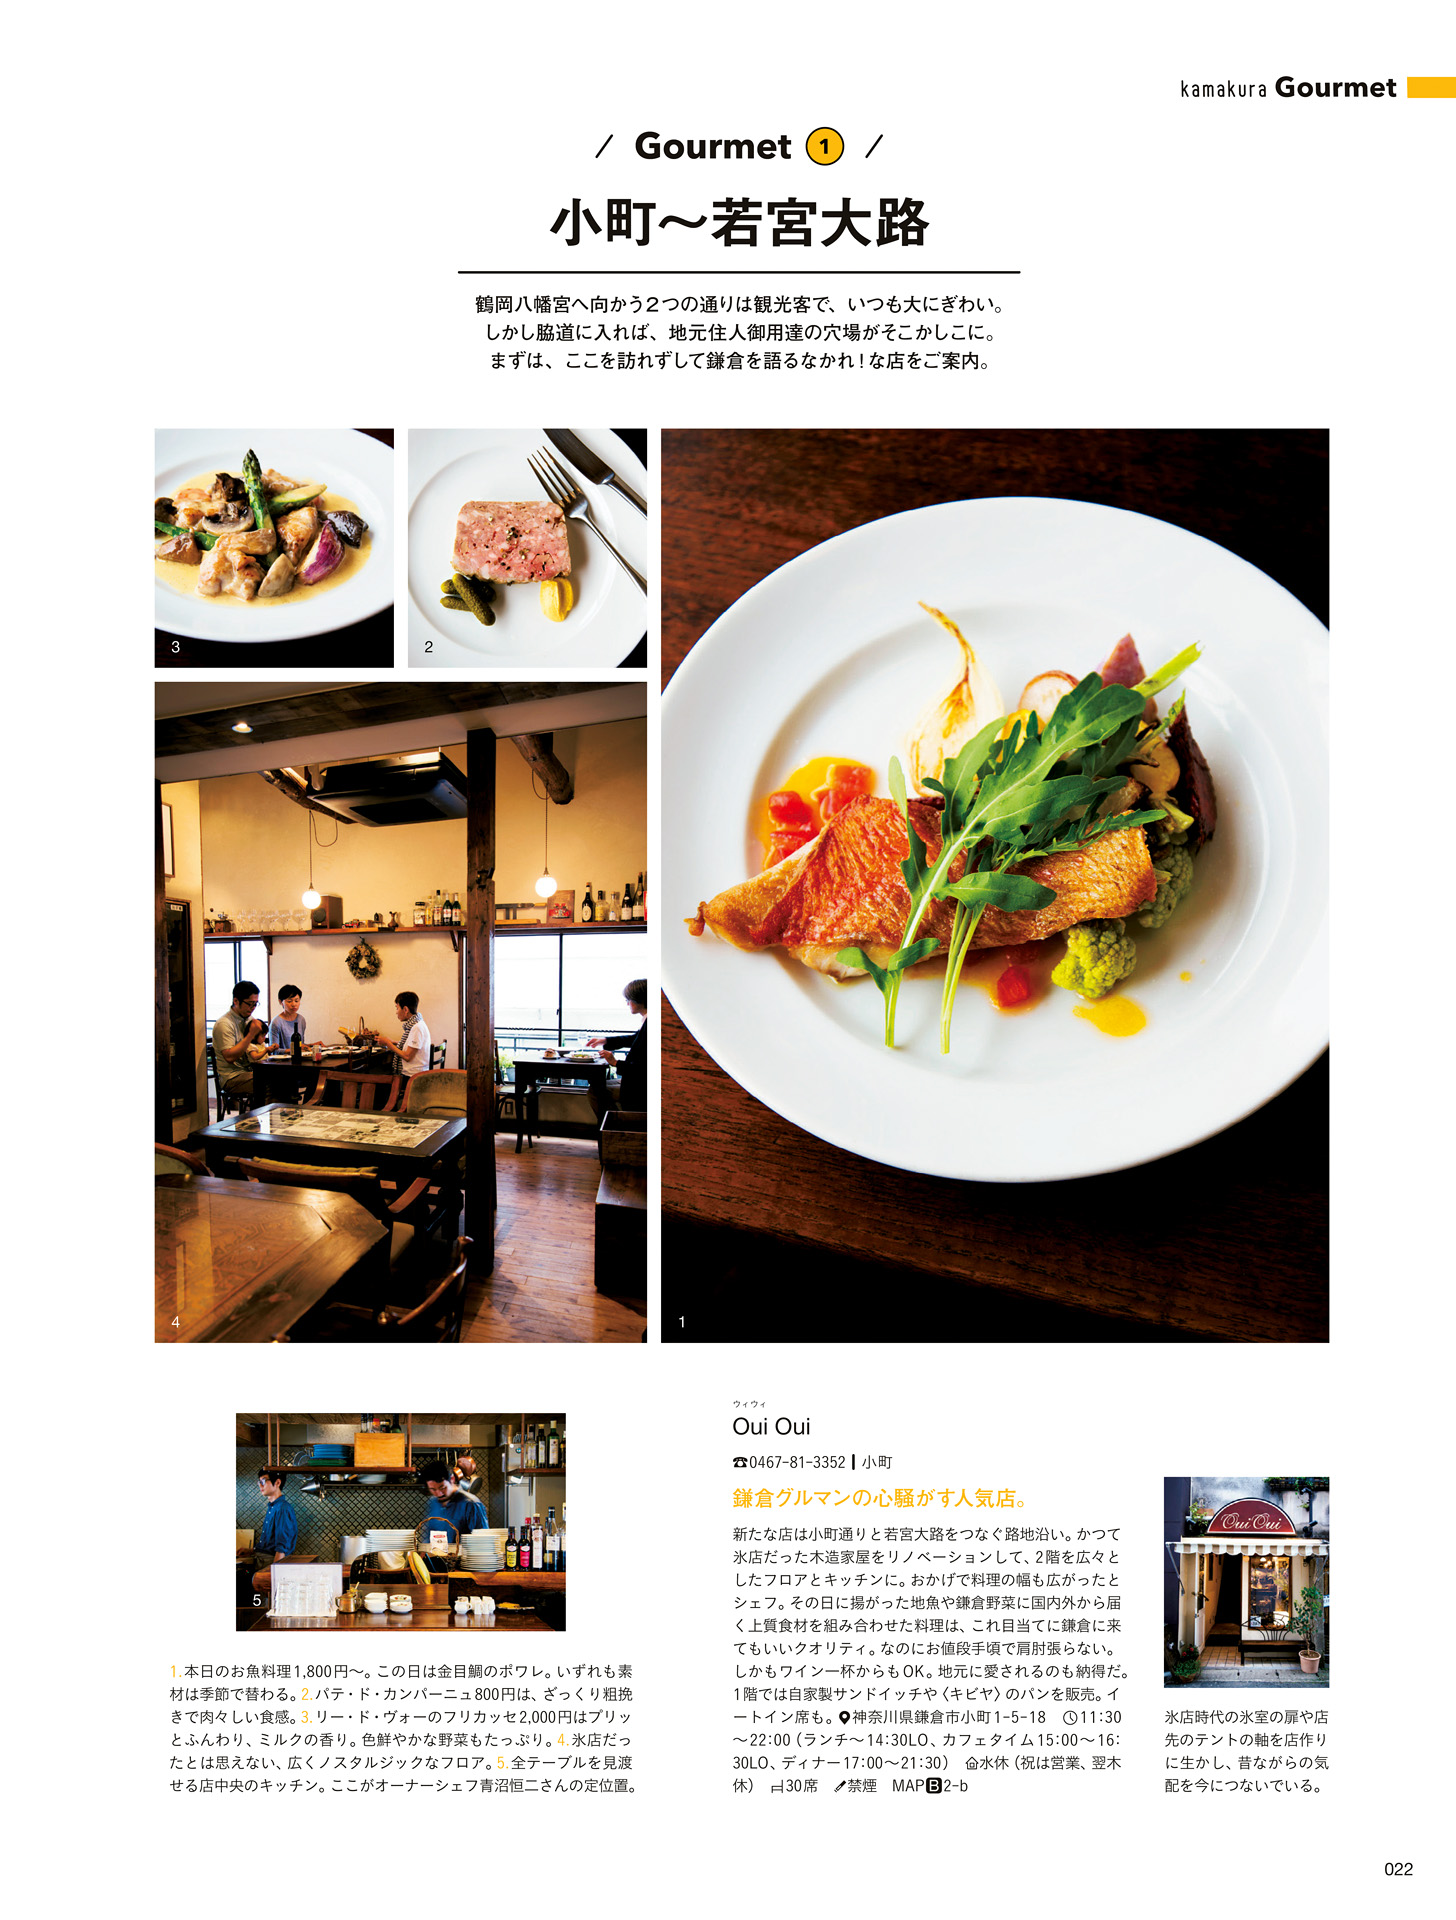 kamakura Gourmet
/ Gourmet 1 /
小町〜若宮大路
鶴岡八幡宮へ向かう2つの通りは観光客で、いつも大にぎわい。
しかし脇道に入れば、地元住人御用達の穴場がそこかしこに。
まずは、ここを訪れずして鎌倉を語るなかれ！な店をご案内。
3
2
4
1
5
1.本日のお魚料理1,800円〜。この日は金目鯛のポワレ。いずれも素
材は季節で替わる。2.パテ・ド・カンパーニュ800円は、ざっくり粗挽
きで肉々しい食感。3.リー・ド・ヴォーのフリカッセ2,000円はプリッ
とふんわり、ミルクの香り。色鮮やかな野菜もたっぷり。4.氷店だっ
たとは思えない、広くノスタルジックなフロア。5.全テーブルを見渡
せる店中央のキッチン。ここがオーナーシェフ青沼恒二さんの定位置。
ウィウィ
Oui Oui
☎0467-81-3352┃小町
鎌倉グルマンの心騒がす人気店。
新たな店は小町通りと若宮大路をつなぐ路地沿い。かつて
氷店だった木造家屋をリノベーションして、2階を広々と
したフロアとキッチンに。おかげで料理の幅も広がったと
シェフ。その日に揚がった地魚や鎌倉野菜に国内外から届
く上質食材を組み合わせた料理は、これ目当てに鎌倉に来
てもいいクオリティ。なのにお値段手頃で肩肘張らない。
しかもワイン一杯からもOK。地元に愛されるのも納得だ。
1階では自家製サンドイッチや〈キビヤ〉のパンを販売。イ
ートイン席も。神奈川県鎌倉市小町1-5-18 11:30
〜22:00（ランチ〜14:30LO、カフェタイム15:00〜16:
30LO、ディナー17:00〜21:30） 水休（祝は営業、翌木
休） 30席 禁煙 MAP B 2-b
Oui Oui
氷店時代の氷室の扉や店
先のテントの軸を店作り
に生かし、昔ながらの気
配を今につないでいる。
022